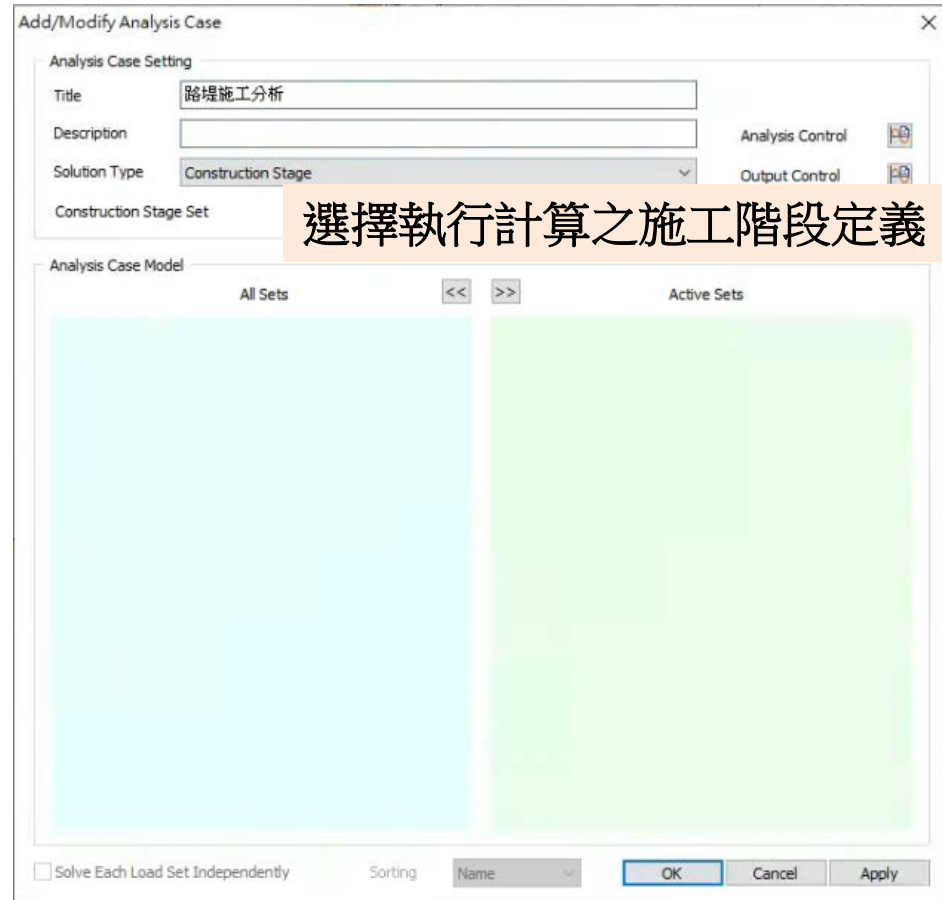 Add/Modify Analysis Case
Analysis Case Setting
Title 路堤施工分析
Description Analysis Control
Solution Type Construction Stage Output Control
Construction Stage Set 選擇執行計算之施工階段定義
Analysis Case Model
All Sets << >> Active Sets
Solve Each Load Set Independently Sorting Name OK Cancel Apply